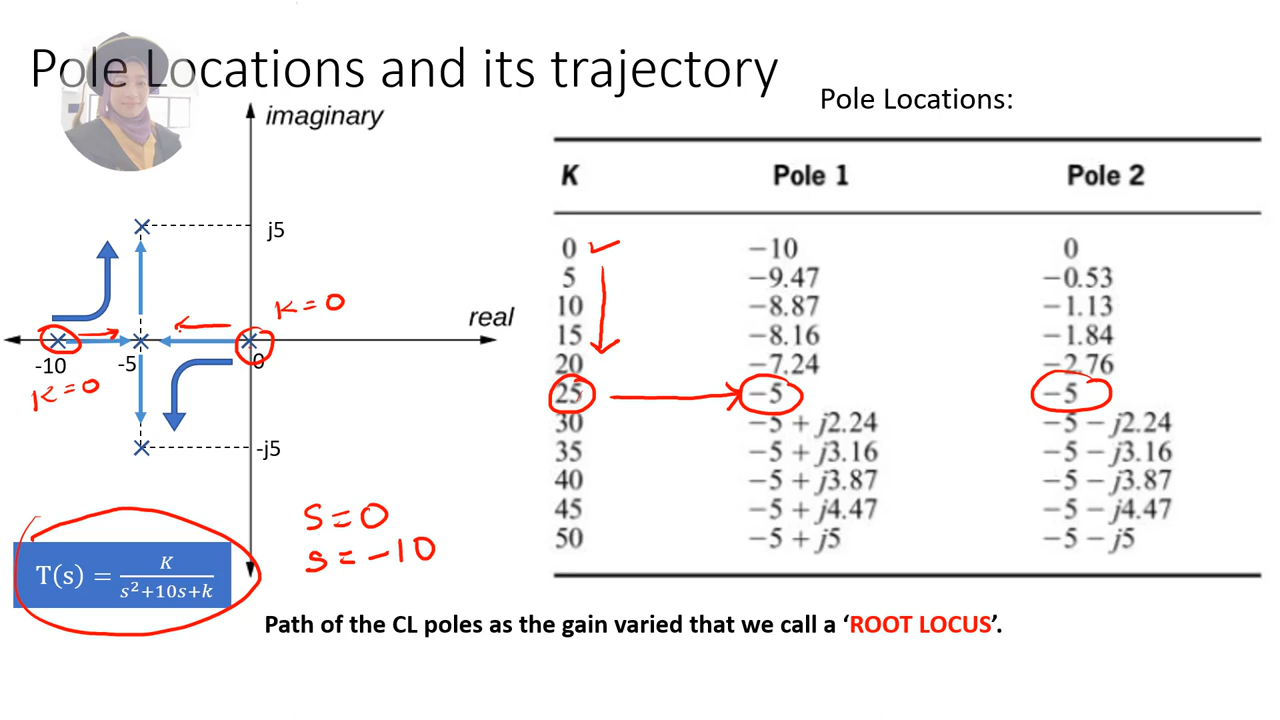 Pole Locations and its trajectory
imaginary
Pole Locations:
K Pole 1 Pole 2
0 −10 0
5 −9.47 −0.53
10 −8.87 −1.13
15 −8.16 −1.84
20 −7.24 −2.76
25 −5 −5
30 −5 + j2.24 −5 − j2.24
35 −5 + j3.16 −5 − j3.16
40 −5 + j3.87 −5 − j3.87
45 −5 + j4.47 −5 − j4.47
50 −5 + j5 −5 − j5
j5
K = 0
real
-10
-5
0
K = 0
-j5
S = 0
S = -10
T(s) = K / s²+10s+k
Path of the CL poles as the gain varied that we call a ‘ROOT LOCUS’.